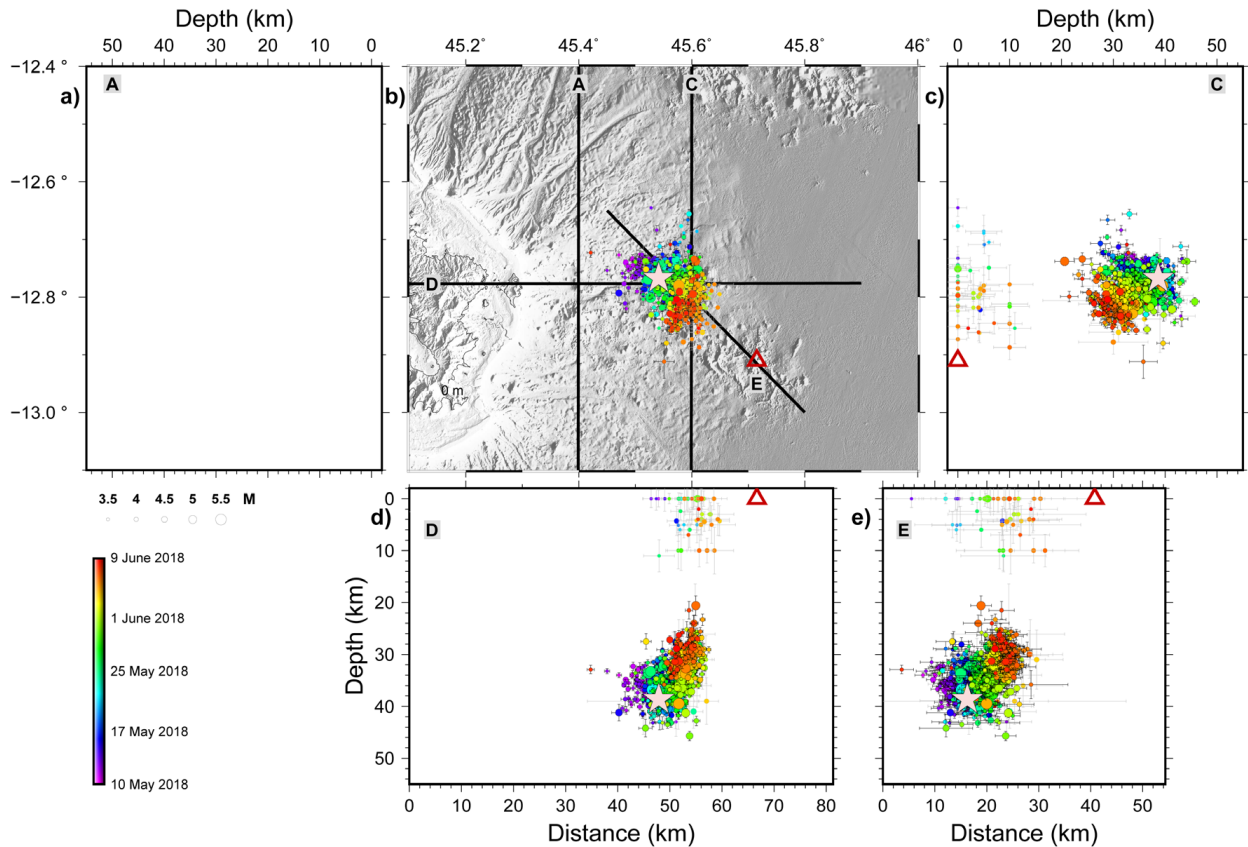 Depth (km)
50 40 30 20 10 0
45.2° 45.4° 45.6° 45.8° 46°
Depth (km)
0 10 20 30 40 50
−12.4°
−12.6°
−12.8°
−13.0°
a)
A
b)
A
C
D
E
0 m
c)
C
3.5 4 4.5 5 5.5 M
9 June 2018
1 June 2018
25 May 2018
17 May 2018
10 May 2018
d)
D
Depth (km)
0
10
20
30
40
50
0 10 20 30 40 50 60 70 80
Distance (km)
e)
E
0 10 20 30 40 50
Distance (km)